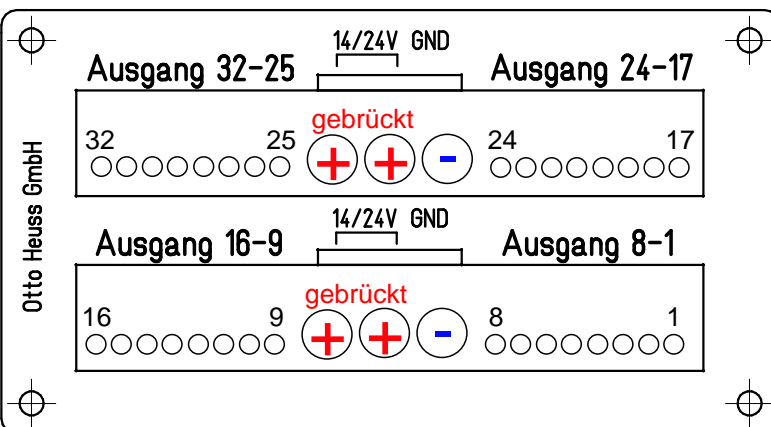 14/24V GND
Ausgang 32-25
Ausgang 24-17
gebrückt
32 25 + + - 24 17
Otto Heuss GmbH
14/24V GND
Ausgang 16-9
Ausgang 8-1
gebrückt
16 9 + + - 8 1